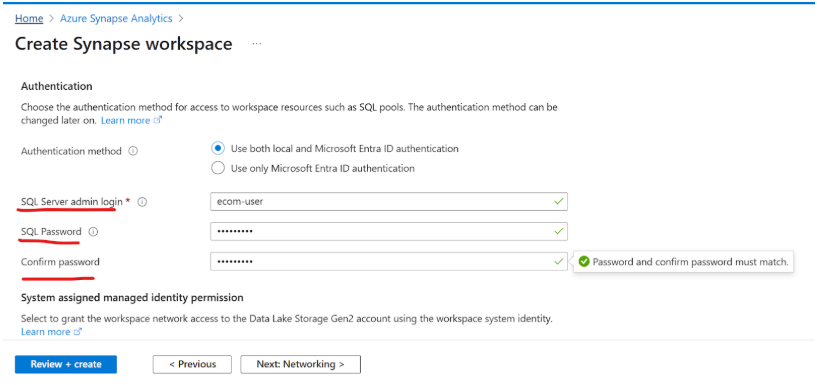 Home > Azure Synapse Analytics >
Create Synapse workspace ...
Authentication
Choose the authentication method for access to workspace resources such as SQL pools. The authentication method can be
changed later on. Learn more
Authentication method
Use both local and Microsoft Entra ID authentication
Use only Microsoft Entra ID authentication
SQL Server admin login *
ecom-user
SQL Password
•••••••••
Confirm password
•••••••••
Password and confirm password must match.
System assigned managed identity permission
Select to grant the workspace network access to the Data Lake Storage Gen2 account using the workspace system identity.
Learn more
Review + create
< Previous
Next: Networking >